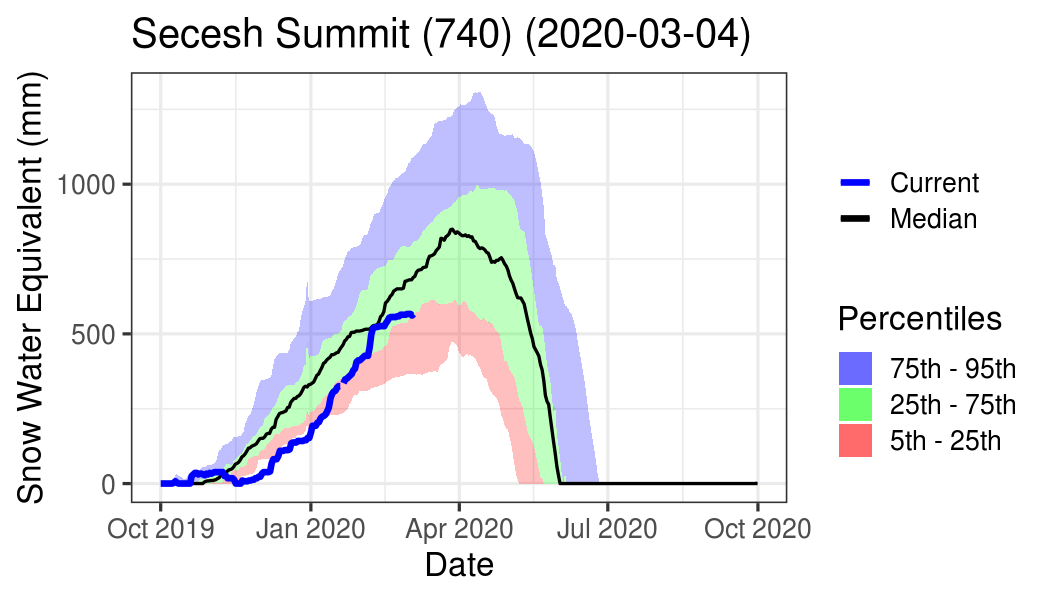 Secesh Summit (740) (2020-03-04)
Snow Water Equivalent (mm)
1000
500
0
Oct 2019
Jan 2020
Apr 2020
Jul 2020
Oct 2020
Date
Current
Median
Percentiles
75th - 95th
25th - 75th
5th - 25th